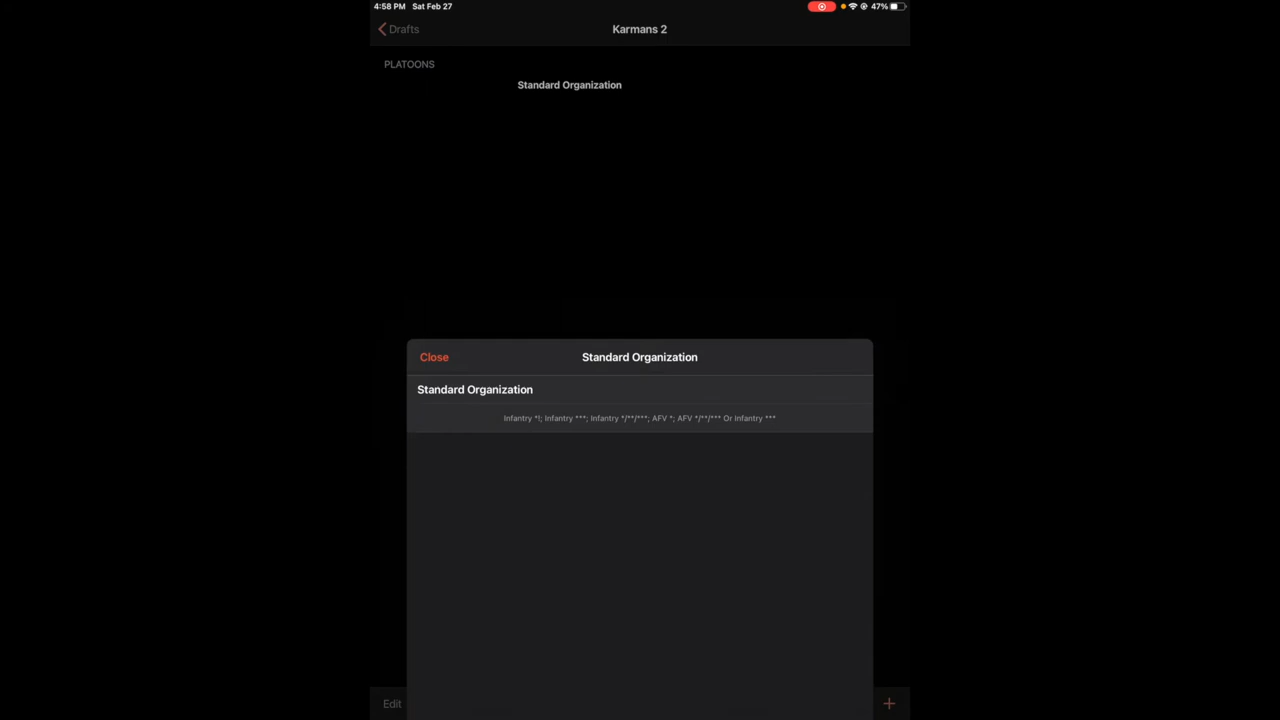 4:58 PM Sat Feb 27
47%
Drafts
Karmans 2
PLATOONS
Standard Organization
Close
Standard Organization
Standard Organization
Infantry *!; Infantry ***; Infantry */**/***; AFV *; AFV */**/*** Or Infantry ***
Edit